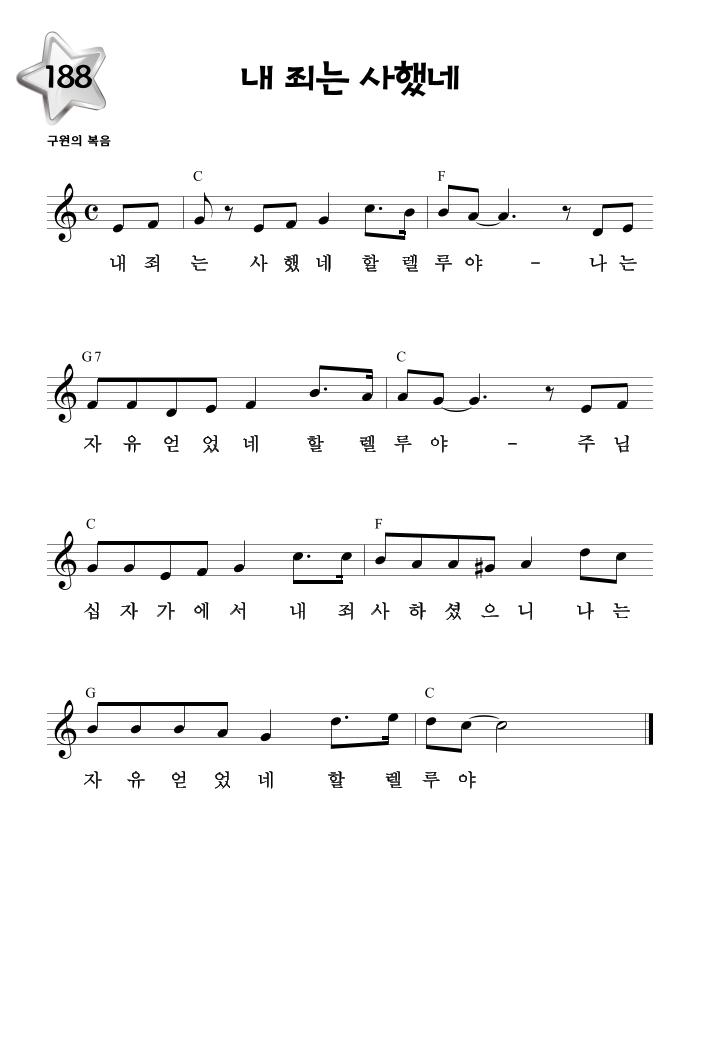 188
내 죄는 사했네
구원의 복음
C F
내 죄 는 사 했 네 할 렐 루 야 - 나 는
G7 C
자 유 얻 었 네 할 렐 루 야 - 주 님
C F
십 자 가 에 서 내 죄 사 하 셨 으 니 나 는
G C
자 유 얻 었 네 할 렐 루 야